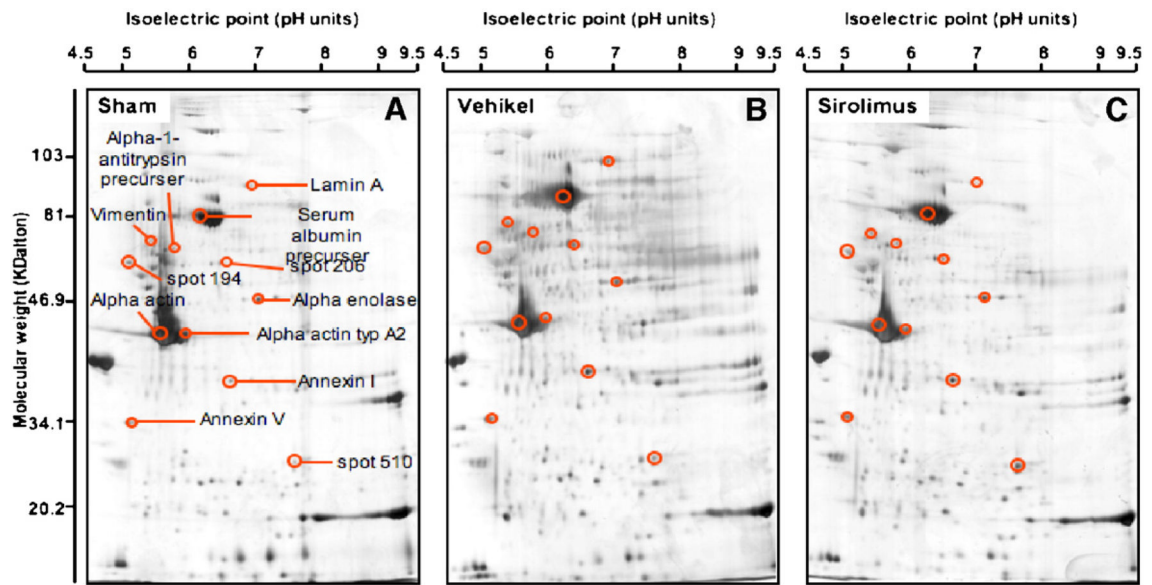 Isoelectric point (pH units)
Isoelectric point (pH units)
Isoelectric point (pH units)
4.5 5 6 7 8 9 9.5
4.5 5 6 7 8 9 9.5
4.5 5 6 7 8 9 9.5
Molecular weight (KDalton)
103
81
46.9
34.1
20.2
Sham
A
Alpha-1-
antitrypsin
precurser
Lamin A
Vimentin
Serum
albumin
precurser
spot 206
spot 194
Alpha actin
Alpha enolase
Alpha actin typ A2
Annexin I
Annexin V
spot 510
Vehikel
B
Sirolimus
C